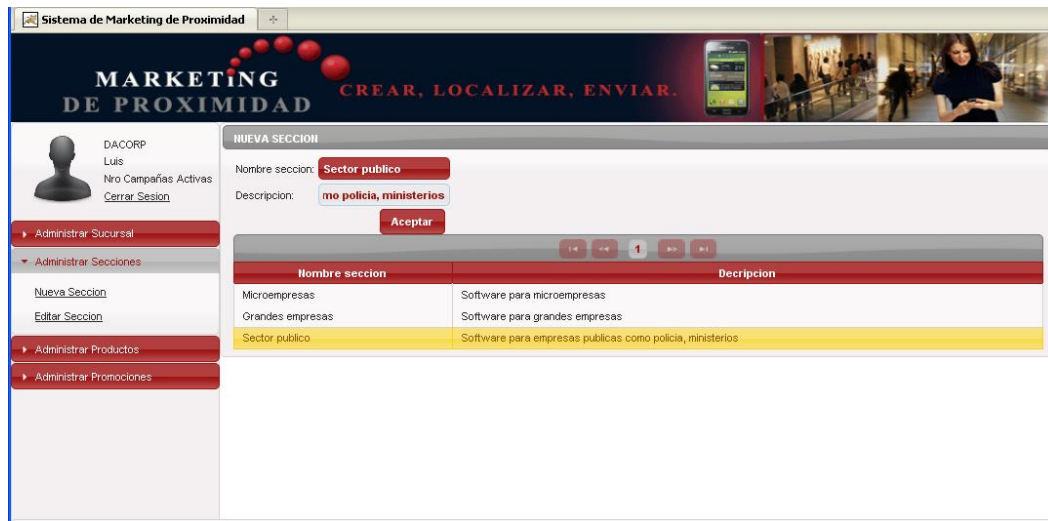 Sistema de Marketing de Proximidad
MARKETiNG
DE PROXIMIDAD
CREAR, LOCALIZAR, ENVIAR.
DACORP
Luis
Nro Campañas Activas
Cerrar Sesion
Administrar Sucursal
Administrar Secciones
Nueva Seccion
Editar Seccion
Administrar Productos
Administrar Promociones
NUEVA SECCION
Nombre seccion: Sector publico
Descripcion: mo policia, ministerios
Aceptar
1
Nombre seccion Decripcion
Microempresas Software para microempresas
Grandes empresas Software para grandes empresas
Sector publico Software para empresas publicas como policia, ministerios